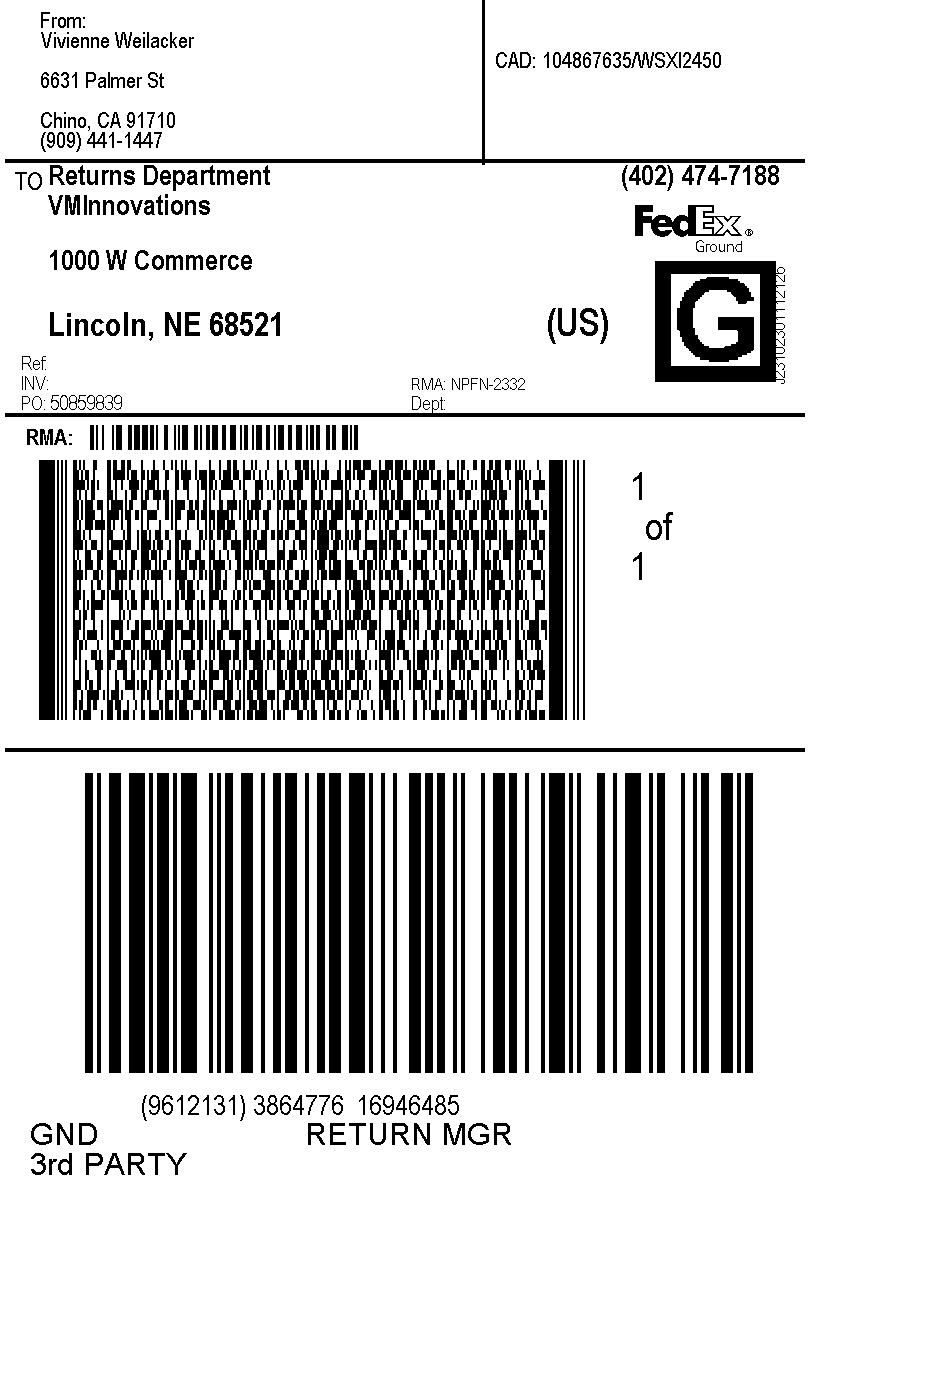 From:
Vivienne Weilacker
6631 Palmer St
Chino, CA 91710
(909) 441-1447
CAD: 104867635/WSXI2450
TO Returns Department
VMInnovations
1000 W Commerce
Lincoln, NE 68521
(402) 474-7188
FedEx®
Ground
(US)
G
J231023011112126
Ref:
INV:
PO: 50859839
RMA: NPFN-2332
Dept:
RMA:
1
of
1
(9612131) 3864776 16946485
GND
RETURN MGR
3rd PARTY